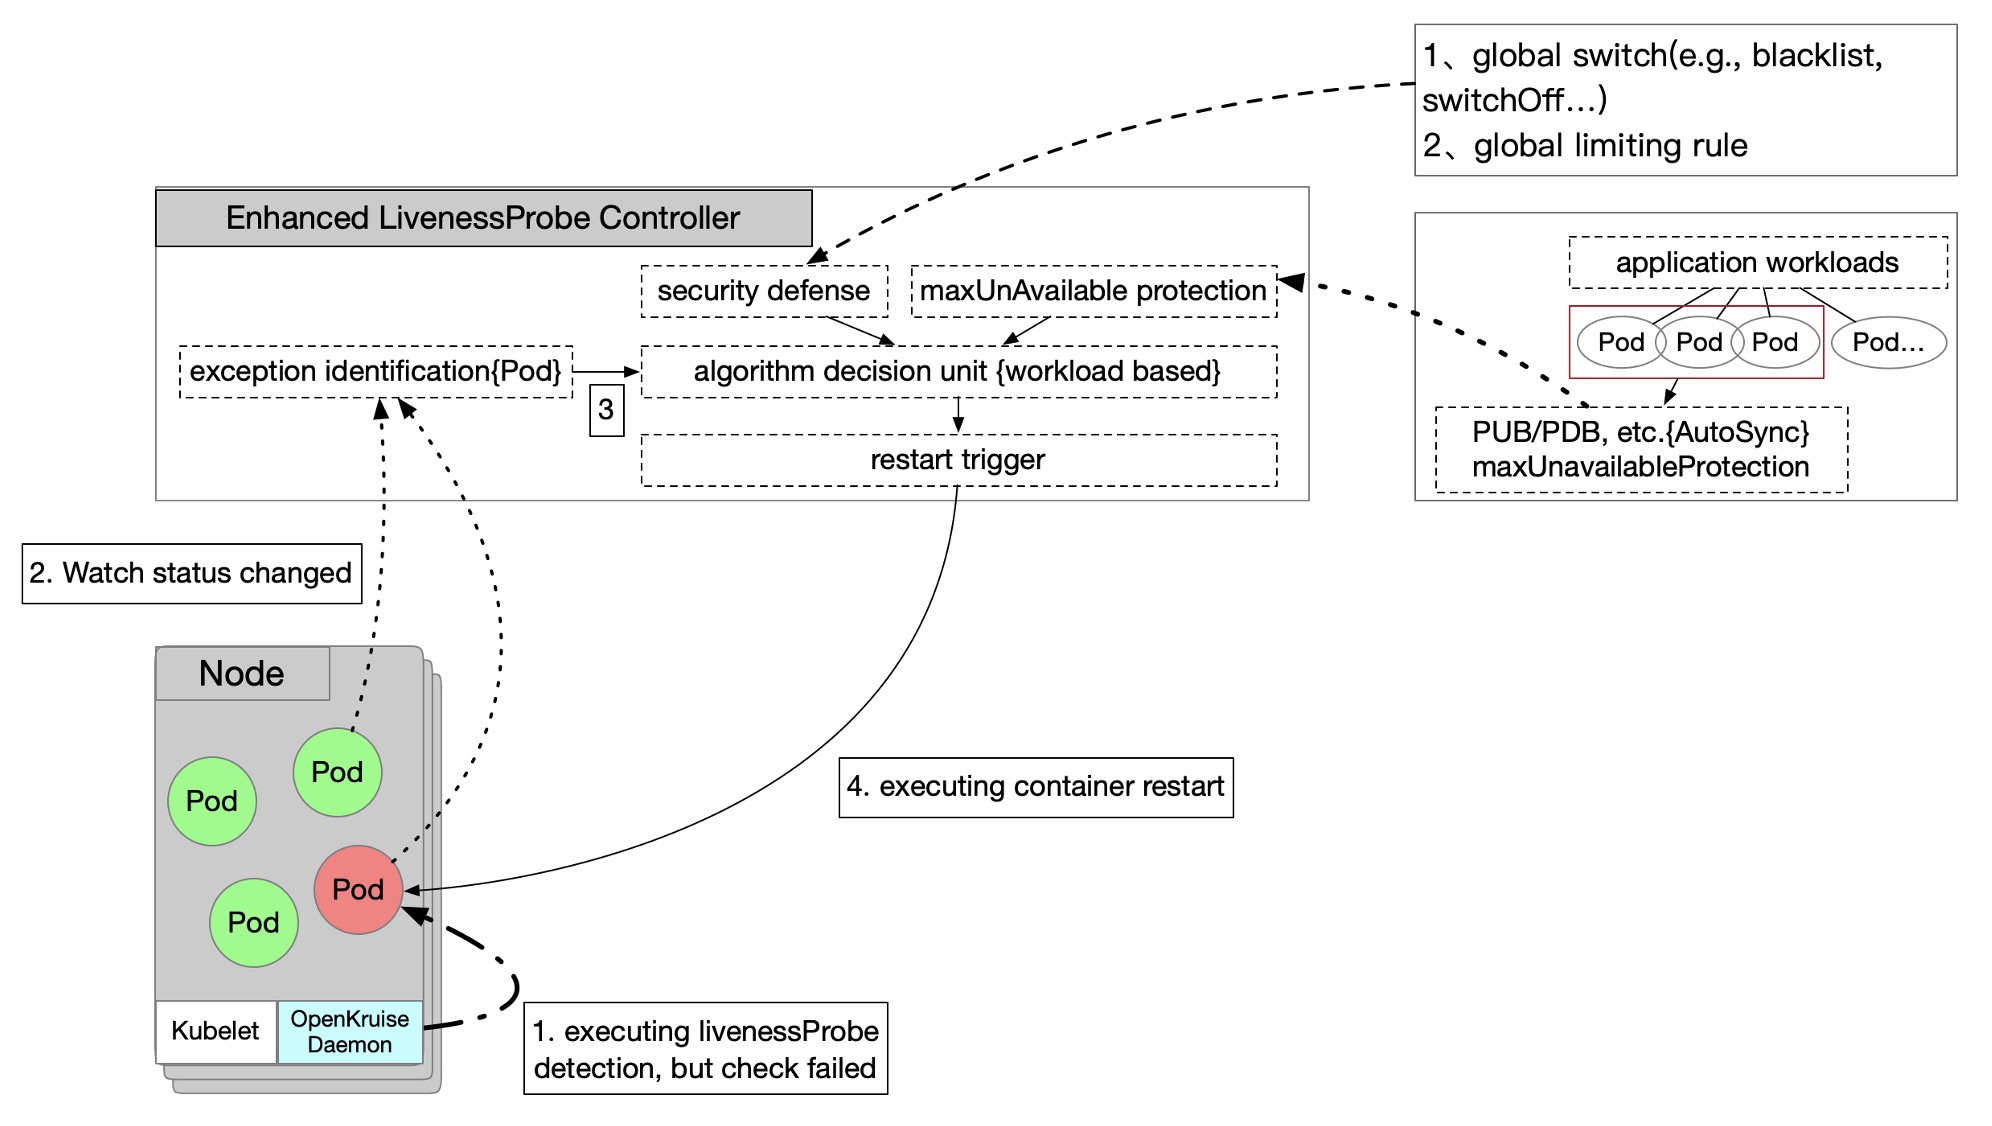 1、global switch(e.g., blacklist,
switchOff...)
2、global limiting rule
Enhanced LivenessProbe Controller
security defense
maxUnAvailable protection
exception identification{Pod}
3
algorithm decision unit {workload based}
restart trigger
application workloads
Pod
Pod
Pod
Pod...
PUB/PDB, etc.{AutoSync}
maxUnavailableProtection
2. Watch status changed
Node
Pod
Pod
Pod
Pod
Kubelet
OpenKruise
Daemon
4. executing container restart
1. executing livenessProbe
detection, but check failed